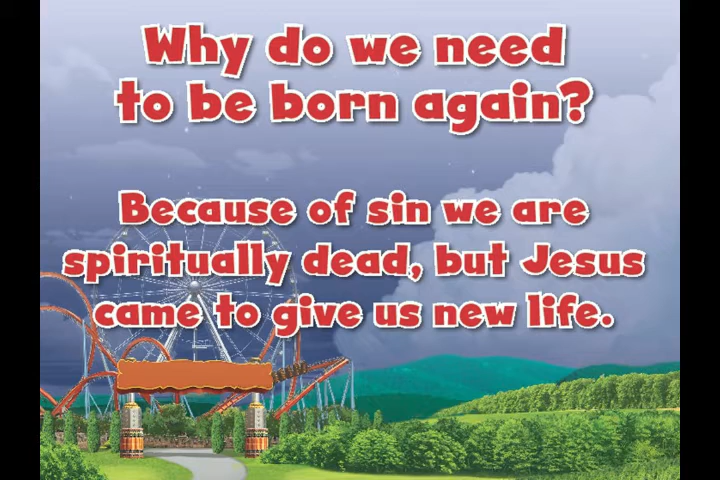 Why do we need
to be born again?
Because of sin we are
spiritually dead, but Jesus
came to give us new life.